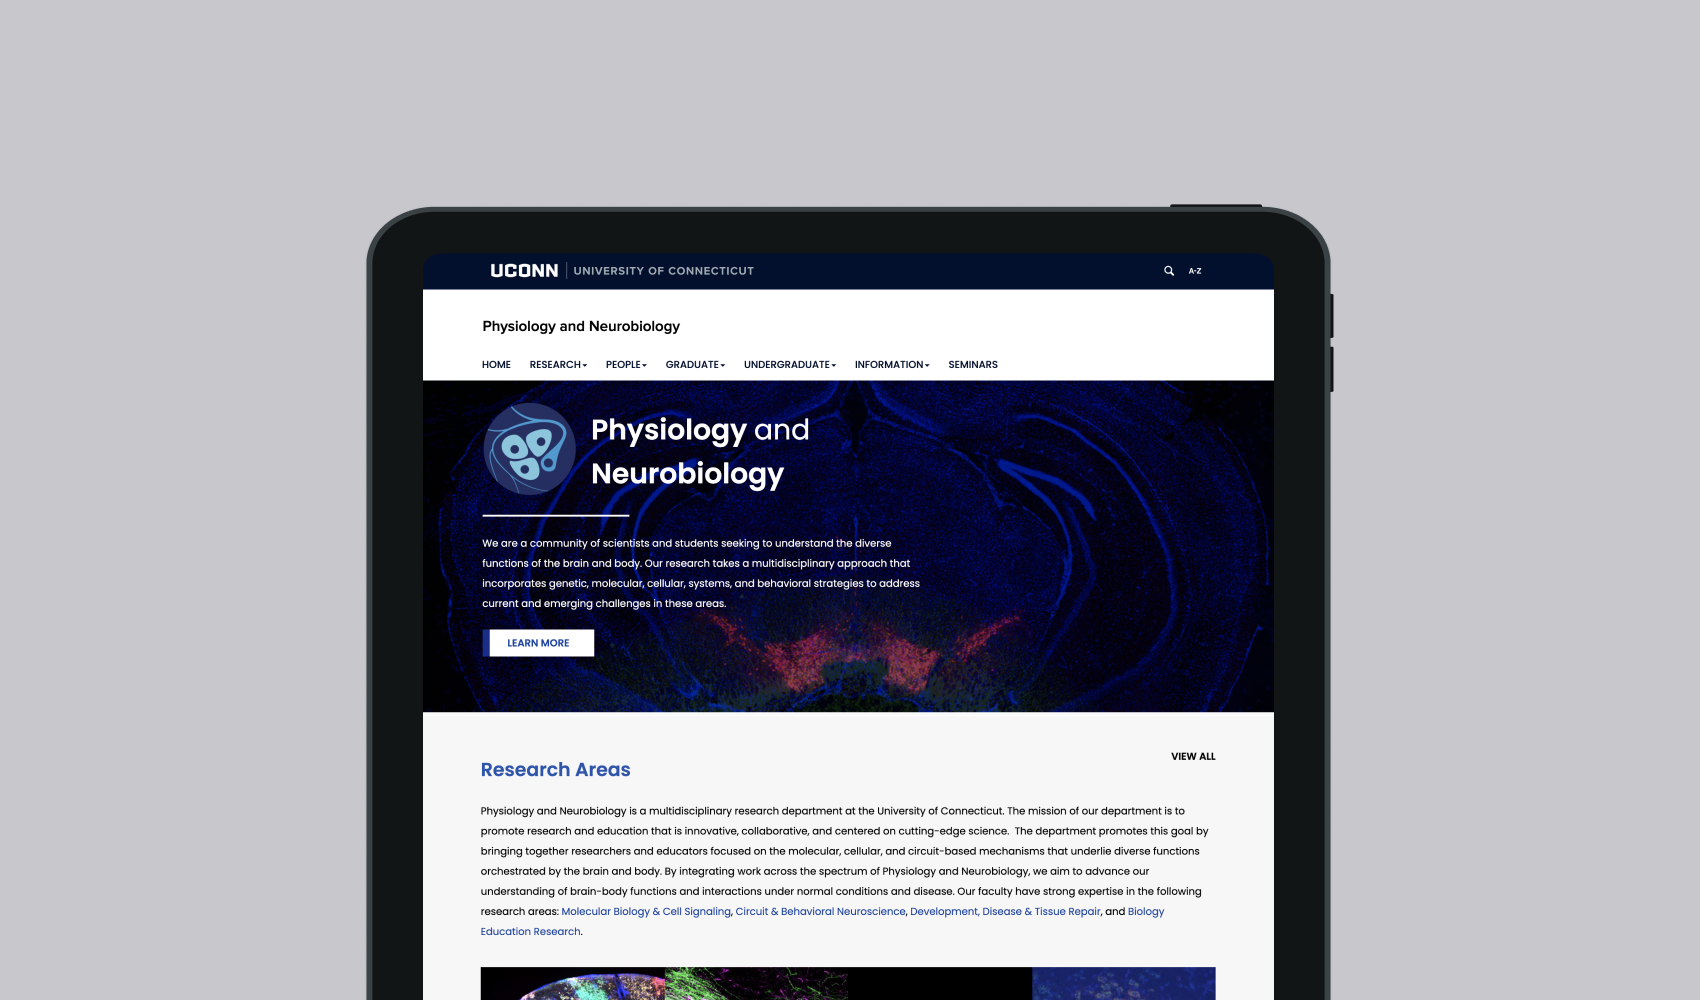 UCONN | UNIVERSITY OF CONNECTICUT
A-Z
Physiology and Neurobiology
HOME RESEARCH PEOPLE GRADUATE UNDERGRADUATE INFORMATION SEMINARS
Physiology and
Neurobiology
We are a community of scientists and students seeking to understand the diverse
functions of the brain and body. Our research takes a multidisciplinary approach that
incorporates genetic, molecular, cellular, systems, and behavioral strategies to address
current and emerging challenges in these areas.
LEARN MORE
VIEW ALL
Research Areas
Physiology and Neurobiology is a multidisciplinary research department at the University of Connecticut. The mission of our department is to
promote research and education that is innovative, collaborative, and centered on cutting-edge science. The department promotes this goal by
bringing together researchers and educators focused on the molecular, cellular, and circuit-based mechanisms that underlie diverse functions
orchestrated by the brain and body. By integrating work across the spectrum of Physiology and Neurobiology, we aim to advance our
understanding of brain-body functions and interactions under normal conditions and disease. Our faculty have strong expertise in the following
research areas: Molecular Biology & Cell Signaling, Circuit & Behavioral Neuroscience, Development, Disease & Tissue Repair, and Biology
Education Research.